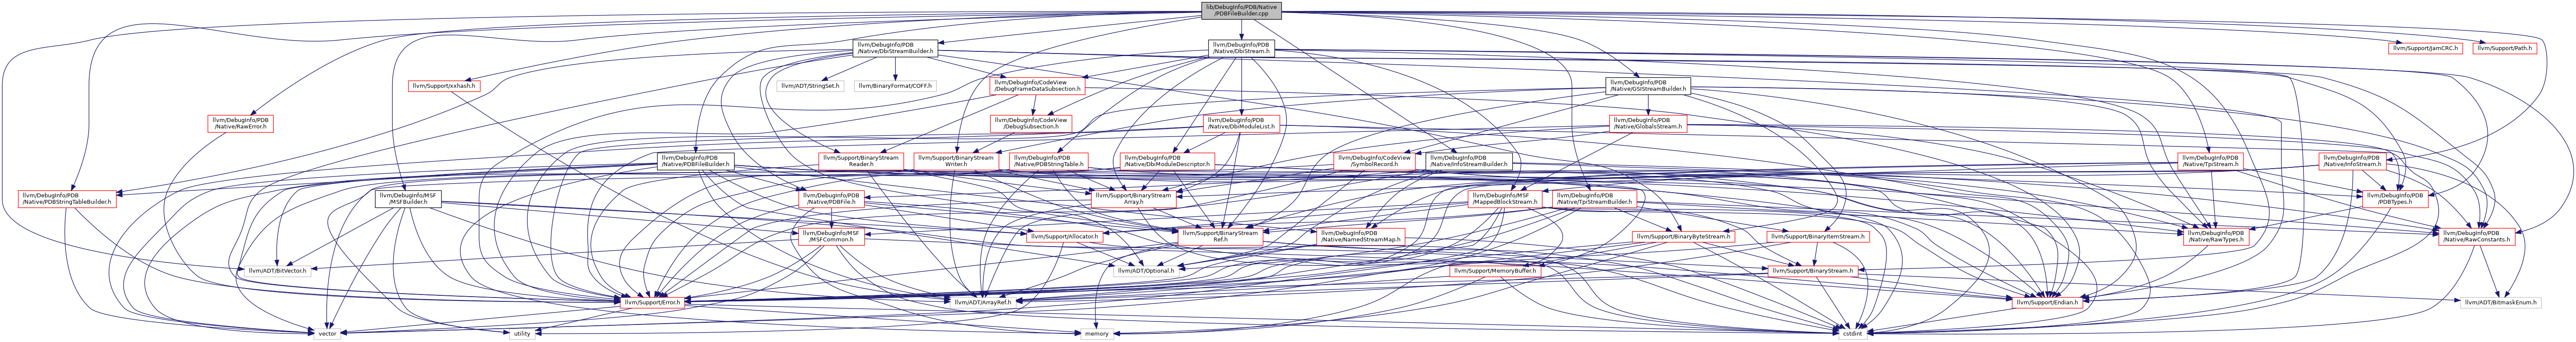 lib/DebugInfo/PDB/Native
/PDBFileBuilder.cpp
llvm/DebugInfo/PDB
/Native/DbiStreamBuilder.h
llvm/DebugInfo/PDB
/Native/DbiStream.h
llvm/Support/JamCRC.h
llvm/Support/Path.h
llvm/Support/xxhash.h
llvm/ADT/StringSet.h
llvm/BinaryFormat/COFF.h
llvm/DebugInfo/CodeView
/DebugFrameDataSubsection.h
llvm/DebugInfo/PDB
/Native/GSIStreamBuilder.h
llvm/DebugInfo/PDB
/Native/RawError.h
llvm/DebugInfo/CodeView
/DebugSubsection.h
llvm/DebugInfo/PDB
/Native/DbiModuleList.h
llvm/DebugInfo/PDB
/Native/GlobalsStream.h
llvm/DebugInfo/PDB
/Native/PDBFileBuilder.h
llvm/Support/BinaryStream
Reader.h
llvm/Support/BinaryStream
Writer.h
llvm/DebugInfo/PDB
/Native/PDBStringTable.h
llvm/DebugInfo/PDB
/Native/DbiModuleDescriptor.h
llvm/DebugInfo/CodeView
/SymbolRecord.h
llvm/DebugInfo/PDB
/Native/InfoStreamBuilder.h
llvm/DebugInfo/PDB
/Native/TpiStream.h
llvm/DebugInfo/PDB
/Native/InfoStream.h
llvm/DebugInfo/PDB
/Native/PDBStringTableBuilder.h
llvm/DebugInfo/MSF
/MSFBuilder.h
llvm/DebugInfo/PDB
/Native/PDBFile.h
llvm/Support/BinaryStream
Array.h
llvm/DebugInfo/MSF
/MappedBlockStream.h
llvm/DebugInfo/PDB
/Native/TpiStreamBuilder.h
llvm/DebugInfo/PDB
/PDBTypes.h
llvm/DebugInfo/MSF
/MSFCommon.h
llvm/Support/Allocator.h
llvm/Support/BinaryStream
Ref.h
llvm/DebugInfo/PDB
/Native/NamedStreamMap.h
llvm/Support/BinaryByteStream.h
llvm/Support/BinaryItemStream.h
llvm/DebugInfo/PDB
/Native/RawTypes.h
llvm/DebugInfo/PDB
/Native/RawConstants.h
llvm/ADT/BitVector.h
llvm/ADT/Optional.h
llvm/Support/MemoryBuffer.h
llvm/Support/BinaryStream.h
llvm/Support/Error.h
llvm/ADT/ArrayRef.h
llvm/Support/Endian.h
llvm/ADT/BitmaskEnum.h
vector
utility
memory
cstdint